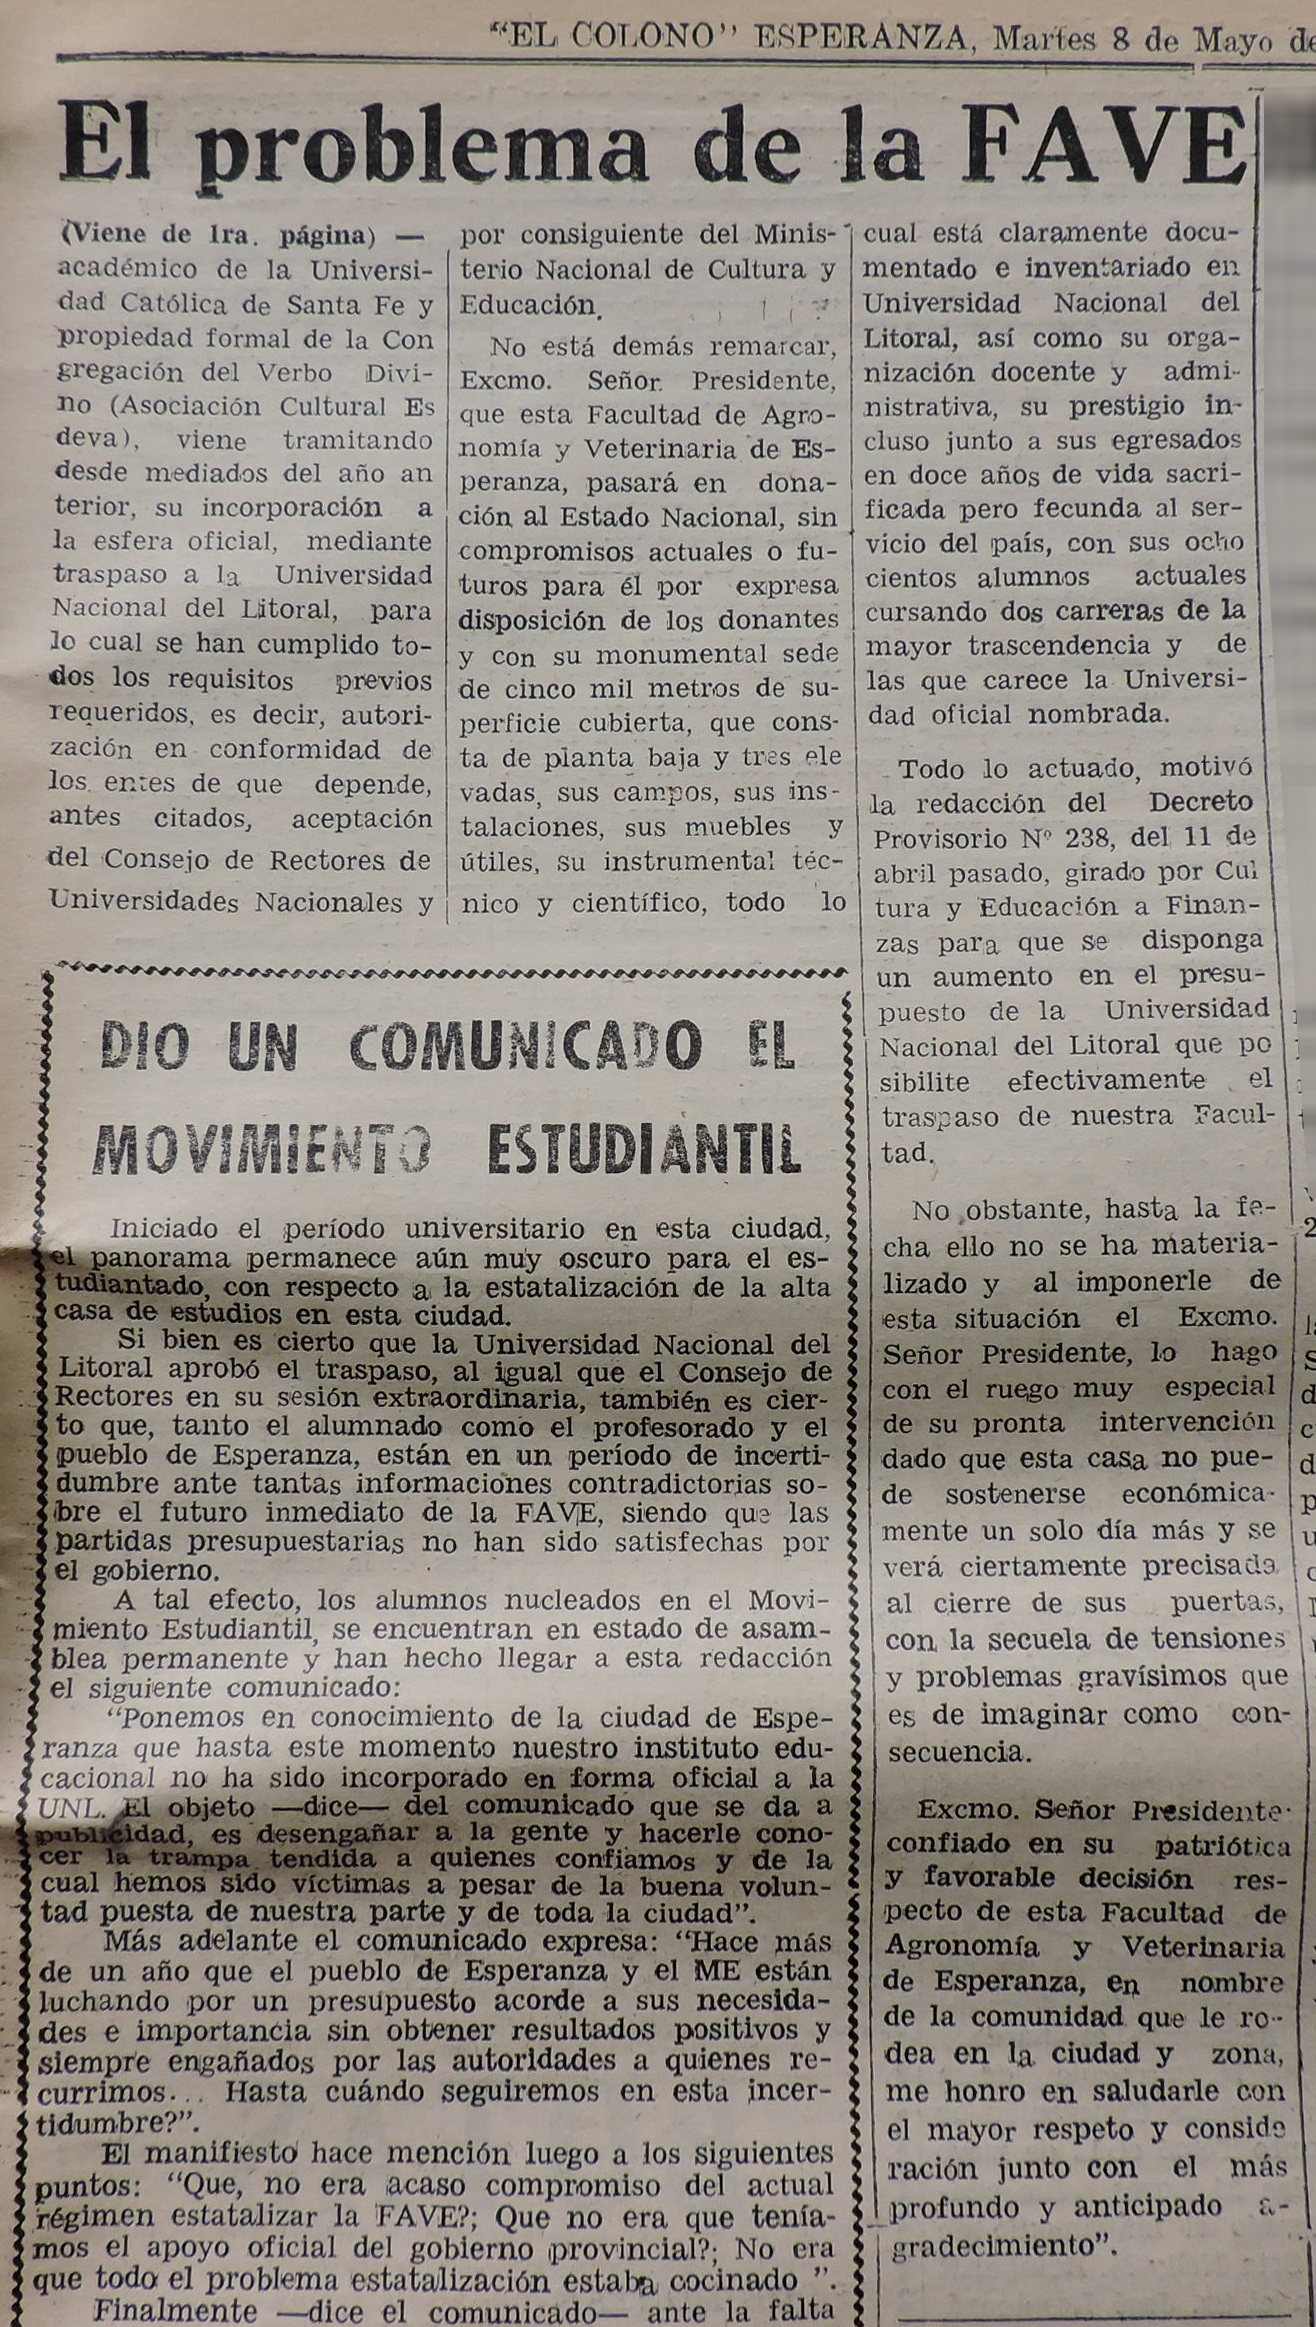 "EL COLONO" ESPERANZA, Martes 8 de Mayo de
El problema de la FAVE
(Viene de 1ra. página) —
académico de la Universi-
dad Católica de Santa Fe y
propiedad formal de la Con
gregación del Verbo Divi-
no (Asociación Cultural Es
deva), viene tramitando
desde mediados del año an
terior, su incorporación a
la esfera oficial, mediante
traspaso a la Universidad
Nacional del Litoral, para
lo cual se han cumplido to-
dos los requisitos previos
requeridos, es decir, autori-
zación en conformidad de
los entes de que depende,
antes citados, aceptación
del Consejo de Rectores de
Universidades Nacionales y
por consiguiente del Minis-
terio Nacional de Cultura y
Educación.
No está demás remarcar,
Excmo. Señor Presidente,
que esta Facultad de Agro-
nomía y Veterinaria de Es-
peranza, pasará en dona-
ción al Estado Nacional, sin
compromisos actuales o fu-
turos para él por expresa
disposición de los donantes
y con su monumental sede
de cinco mil metros de su-
perficie cubierta, que cons-
ta de planta baja y tres ele
vadas, sus campos, sus ins-
talaciones, sus muebles y
útiles, su instrumental téc-
nico y científico, todo lo
cual está claramente docu-
mentado e inventariado en
Universidad Nacional del
Litoral, así como su orga-
nización docente y admi-
nistrativa, su prestigio in-
cluso junto a sus egresados
en doce años de vida sacri-
ficada pero fecunda al ser-
vicio del país, con sus ocho
cientos alumnos actuales
cursando dos carreras de la
mayor trascendencia y de
las que carece la Universi-
dad oficial nombrada.
Todo lo actuado, motivó
la redacción del Decreto
Provisorio Nº 238, del 11 de
abril pasado, girado por Cul
tura y Educación a Finan-
zas para que se disponga
un aumento en el presu-
puesto de la Universidad
Nacional del Litoral que po
sibilite efectivamente el
traspaso de nuestra Facul-
tad.
No obstante, hasta la fe-
cha ello no se ha materia-
lizado y al imponerle de
esta situación el Excmo.
Señor Presidente, lo hago
con el ruego muy especial
de su pronta intervención
dado que esta casa no pue-
de sostenerse económica-
mente un solo día más y se
verá ciertamente precisada
al cierre de sus puertas,
con la secuela de tensiones
y problemas gravísimos que
es de imaginar como con-
secuencia.
Excmo. Señor Presidente
confiado en su patriótica
y favorable decisión res-
pecto de esta Facultad de
Agronomía y Veterinaria
de Esperanza, en nombre
de la comunidad que le ro-
dea en la ciudad y zona,
me honro en saludarle con
el mayor respeto y conside
ración junto con el más
profundo y anticipado a-
gradecimiento".
DIO UN COMUNICADO EL
MOVIMIENTO ESTUDIANTIL
Iniciado el período universitario en esta ciudad,
el panorama permanece aún muy oscuro para el es-
tudiantado, con respecto a la estatalización de la alta
casa de estudios en esta ciudad.
Si bien es cierto que la Universidad Nacional del
Litoral aprobó el traspaso, al igual que el Consejo de
Rectores en su sesión extraordinaria, también es cier-
to que, tanto el alumnado como el profesorado y el
pueblo de Esperanza, están en un período de incerti-
dumbre ante tantas informaciones contradictorias so-
bre el futuro inmediato de la FAVE, siendo que las
partidas presupuestarias no han sido satisfechas por
el gobierno.
A tal efecto, los alumnos nucleados en el Movi-
miento Estudiantil, se encuentran en estado de asam-
blea permanente y han hecho llegar a esta redacción
el siguiente comunicado:
"Ponemos en conocimiento de la ciudad de Espe-
ranza que hasta este momento nuestro instituto edu-
cacional no ha sido incorporado en forma oficial a la
UNL. El objeto —dice— del comunicado que se da a
publicidad, es desengañar a la gente y hacerle cono-
cer la trampa tendida a quienes confiamos y de la
cual hemos sido víctimas a pesar de la buena volun-
tad puesta de nuestra parte y de toda la ciudad".
Más adelante el comunicado expresa: "Hace más
de un año que el pueblo de Esperanza y el ME están
luchando por un presupuesto acorde a sus necesida-
des e importancia sin obtener resultados positivos y
siempre engañados por las autoridades a quienes re-
currimos... Hasta cuándo seguiremos en esta incer-
tidumbre?".
El manifiesto hace mención luego a los siguientes
puntos: "Que, no era acaso compromiso del actual
régimen estatalizar la FAVE?; Que no era que tenía-
mos el apoyo oficial del gobierno provincial?; No era
que todo el problema estatalización estaba cocinado ".
Finalmente —dice el comunicado— ante la falta